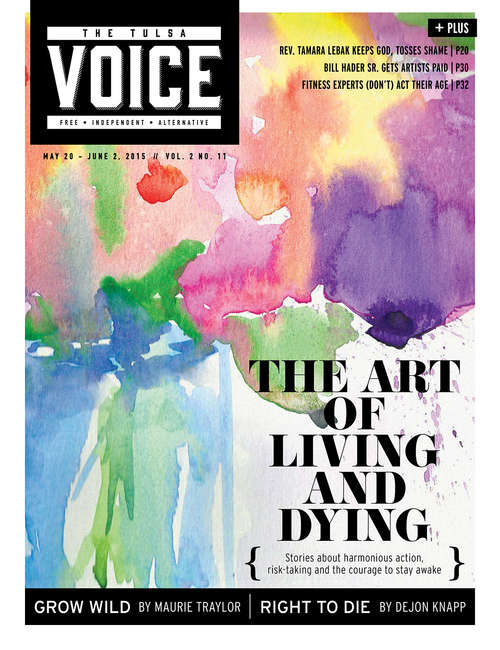 THE TULSA
VOICE
FREE • INDEPENDENT • ALTERNATIVE
MAY 20 - JUNE 2, 2015 // VOL. 2 NO. 11
+ PLUS
REV. TAMARA LEBAK KEEPS GOD, TOSSES SHAME | P20
BILL HADER SR. GETS ARTISTS PAID | P30
FITNESS EXPERTS (DON'T) ACT THEIR AGE | P32
THE ART
OF
LIVING
AND
DYING
{ Stories about harmonious action,
risk-taking and the courage to stay awake }
GROW WILD BY MAURIE TRAYLOR | RIGHT TO DIE BY DEJON KNAPP